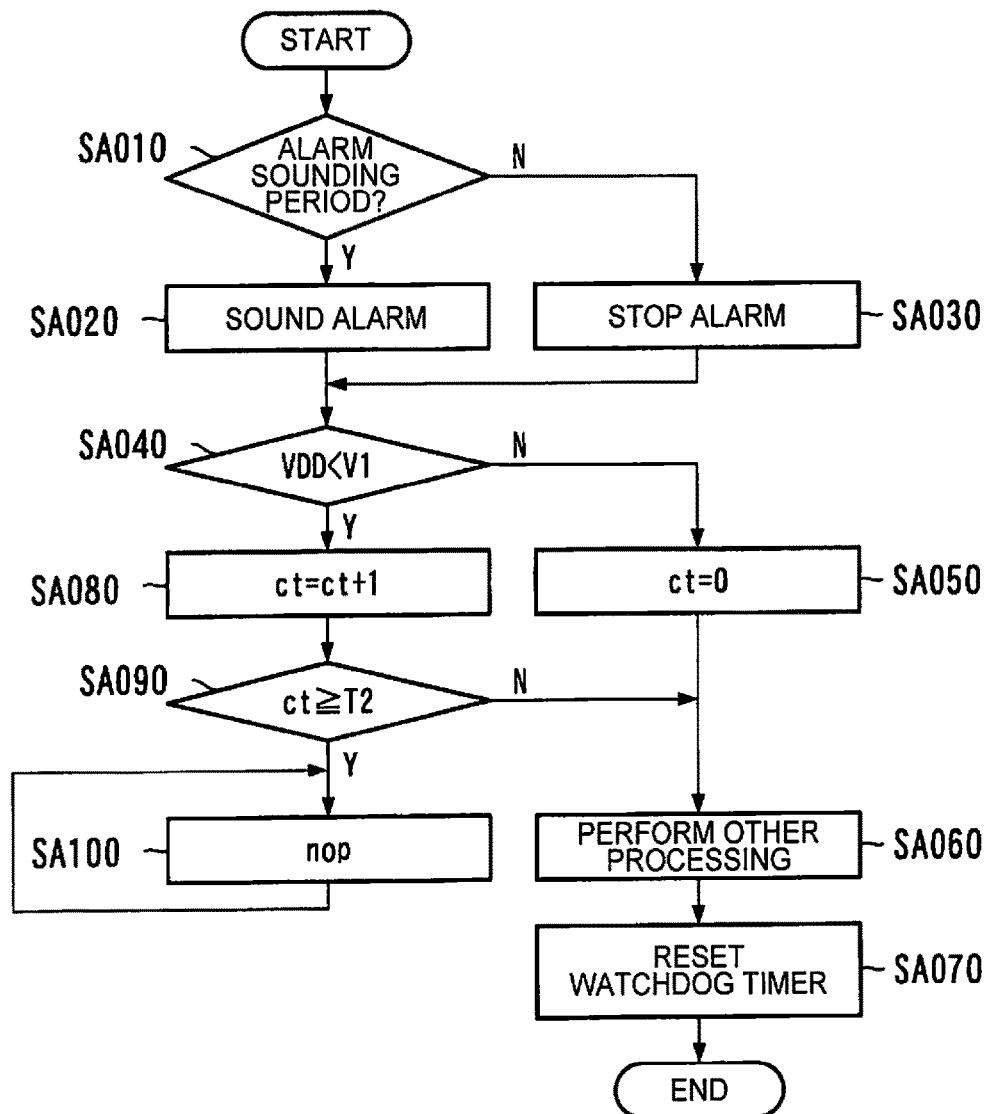 START
SA010
ALARM
SOUNDING
PERIOD?
N
Y
SA020
SOUND ALARM
STOP ALARM
SA030
SA040
VDD<V1
N
Y
SA080
ct=ct+1
ct=0
SA050
SA090
ct≧T2
N
Y
SA100
nop
PERFORM OTHER
PROCESSING
SA060
RESET
WATCHDOG TIMER
SA070
END